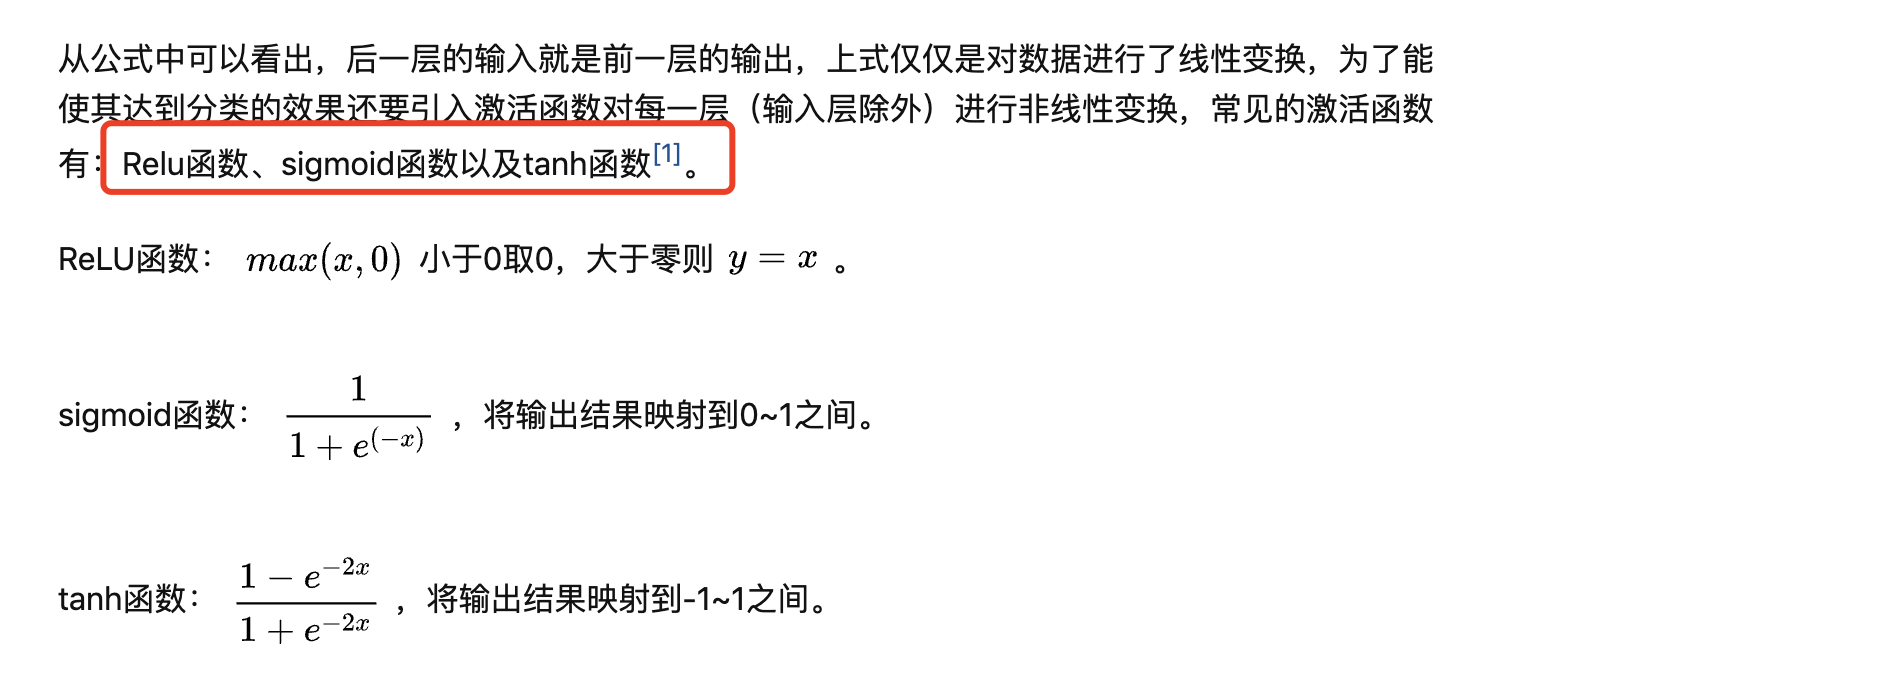 从公式中可以看出，后一层的输入就是前一层的输出，上式仅仅是对数据进行了线性变换，为了能
使其达到分类的效果还要引入激活函数对每一层（输入层除外）进行非线性变换，常见的激活函数
有：Relu函数、sigmoid函数以及tanh函数[1]。
ReLU函数： max(x, 0) 小于0取0，大于零则 y = x 。
sigmoid函数： \frac{1}{1 + e^{(-x)}} ，将输出结果映射到0~1之间。
tanh函数： \frac{1 - e^{-2x}}{1 + e^{-2x}} ，将输出结果映射到-1~1之间。